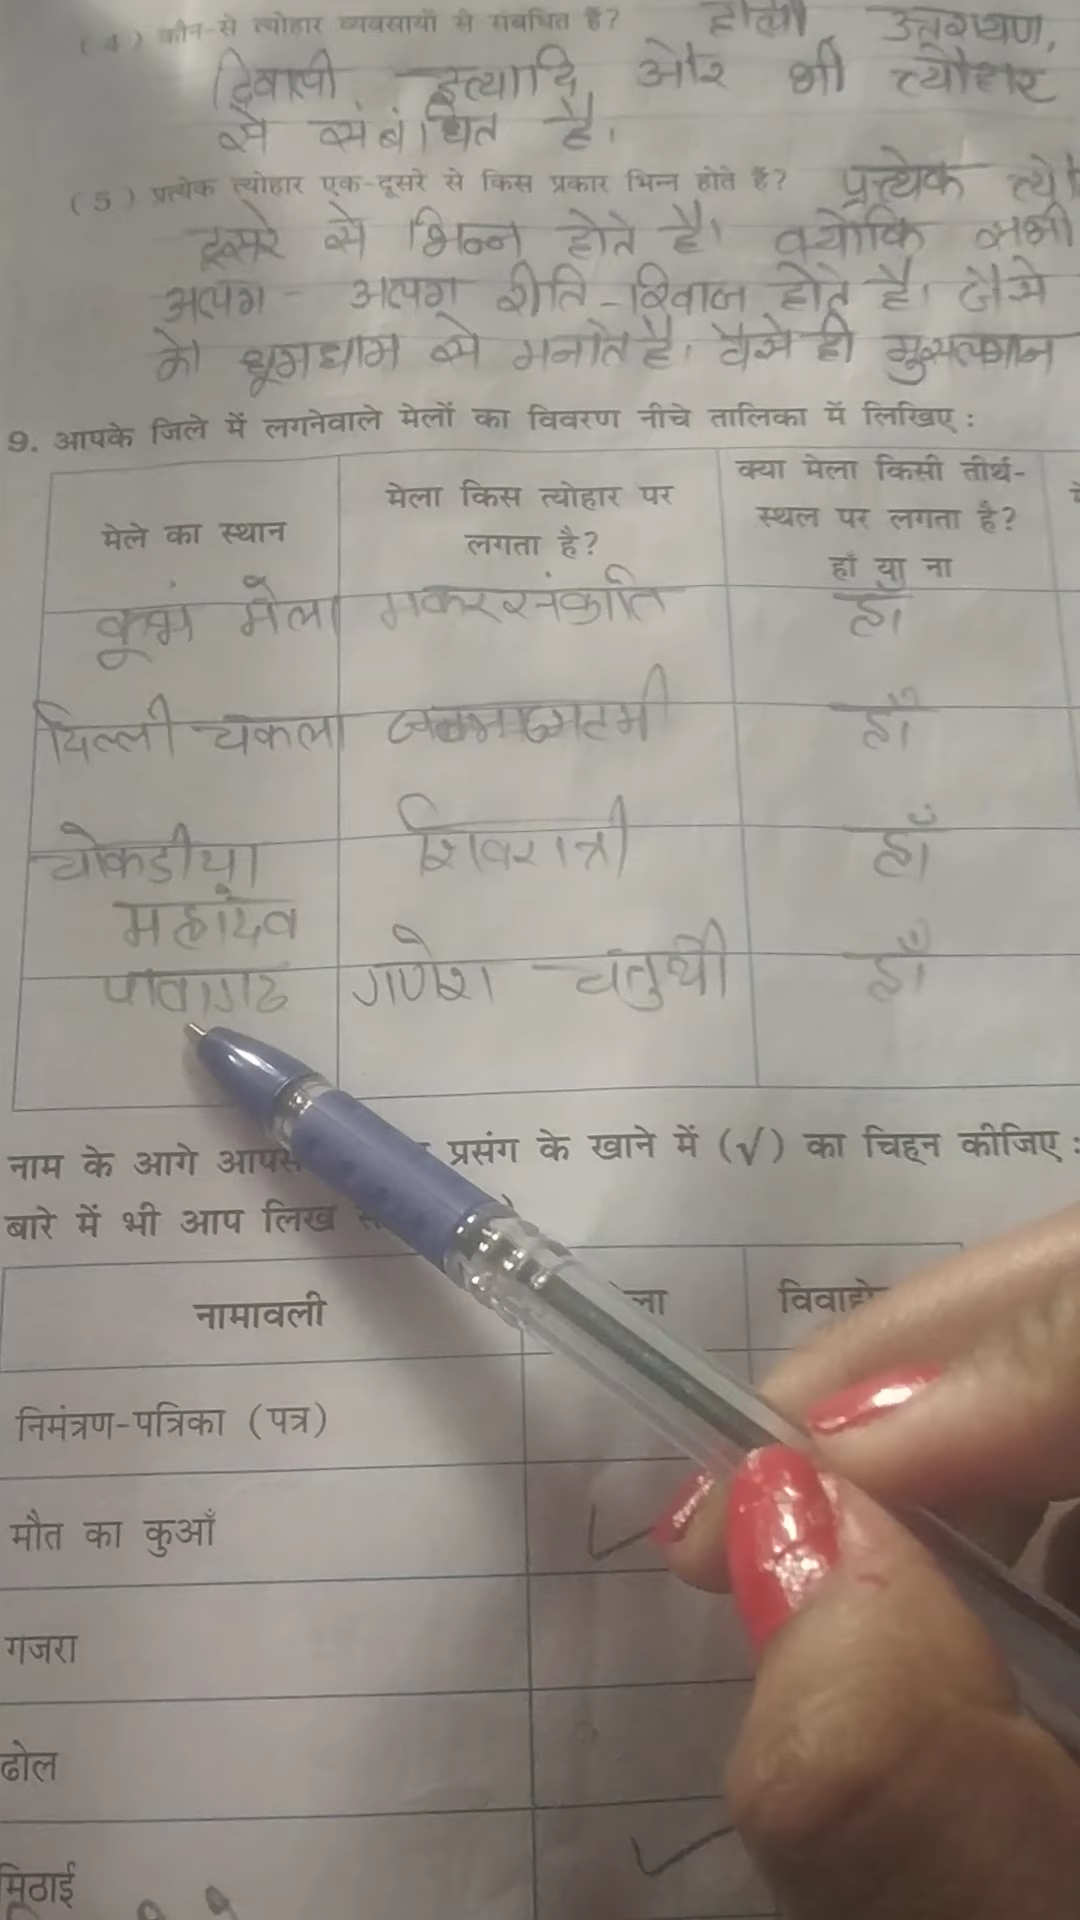 (4) कौन-से त्योहार व्यवसायों से संबंधित है? होली उत्तरायण,
दिवाली इत्यादि और भी त्यौहार
से संबंधित है।
(5) प्रत्येक त्योहार एक-दूसरे से किस प्रकार भिन्न होते हैं? प्रत्येक
दूसरे से भिन्न होते है। क्योकि सभी
अलग - अलग रीति-रिवाज होते है। जैसे
को धूमधाम से मनाते है। वैसे ही मुसलमान
9. आपके जिले में लगनेवाले मेलों का विवरण नीचे तालिका में लिखिए :
मेले का स्थान
मेला किस त्योहार पर
लगता है?
क्या मेला किसी तीर्थ-
स्थल पर लगता है?
हाँ या ना
कुंभ मेला मकरसंक्राति हाँ
दिल्ली चकला हाँ
चोकडीया शिवरात्री हाँ
महादेव
पावागढ गणेश चतुर्थी हाँ
नाम के आगे प्रसंग के खाने में (√) का चिह्न कीजिए :
बारे में भी आप लिख
नामावली
निमंत्रण-पत्रिका (पत्र)
मौत का कुआँ
गजरा
ढोल
मिठाई